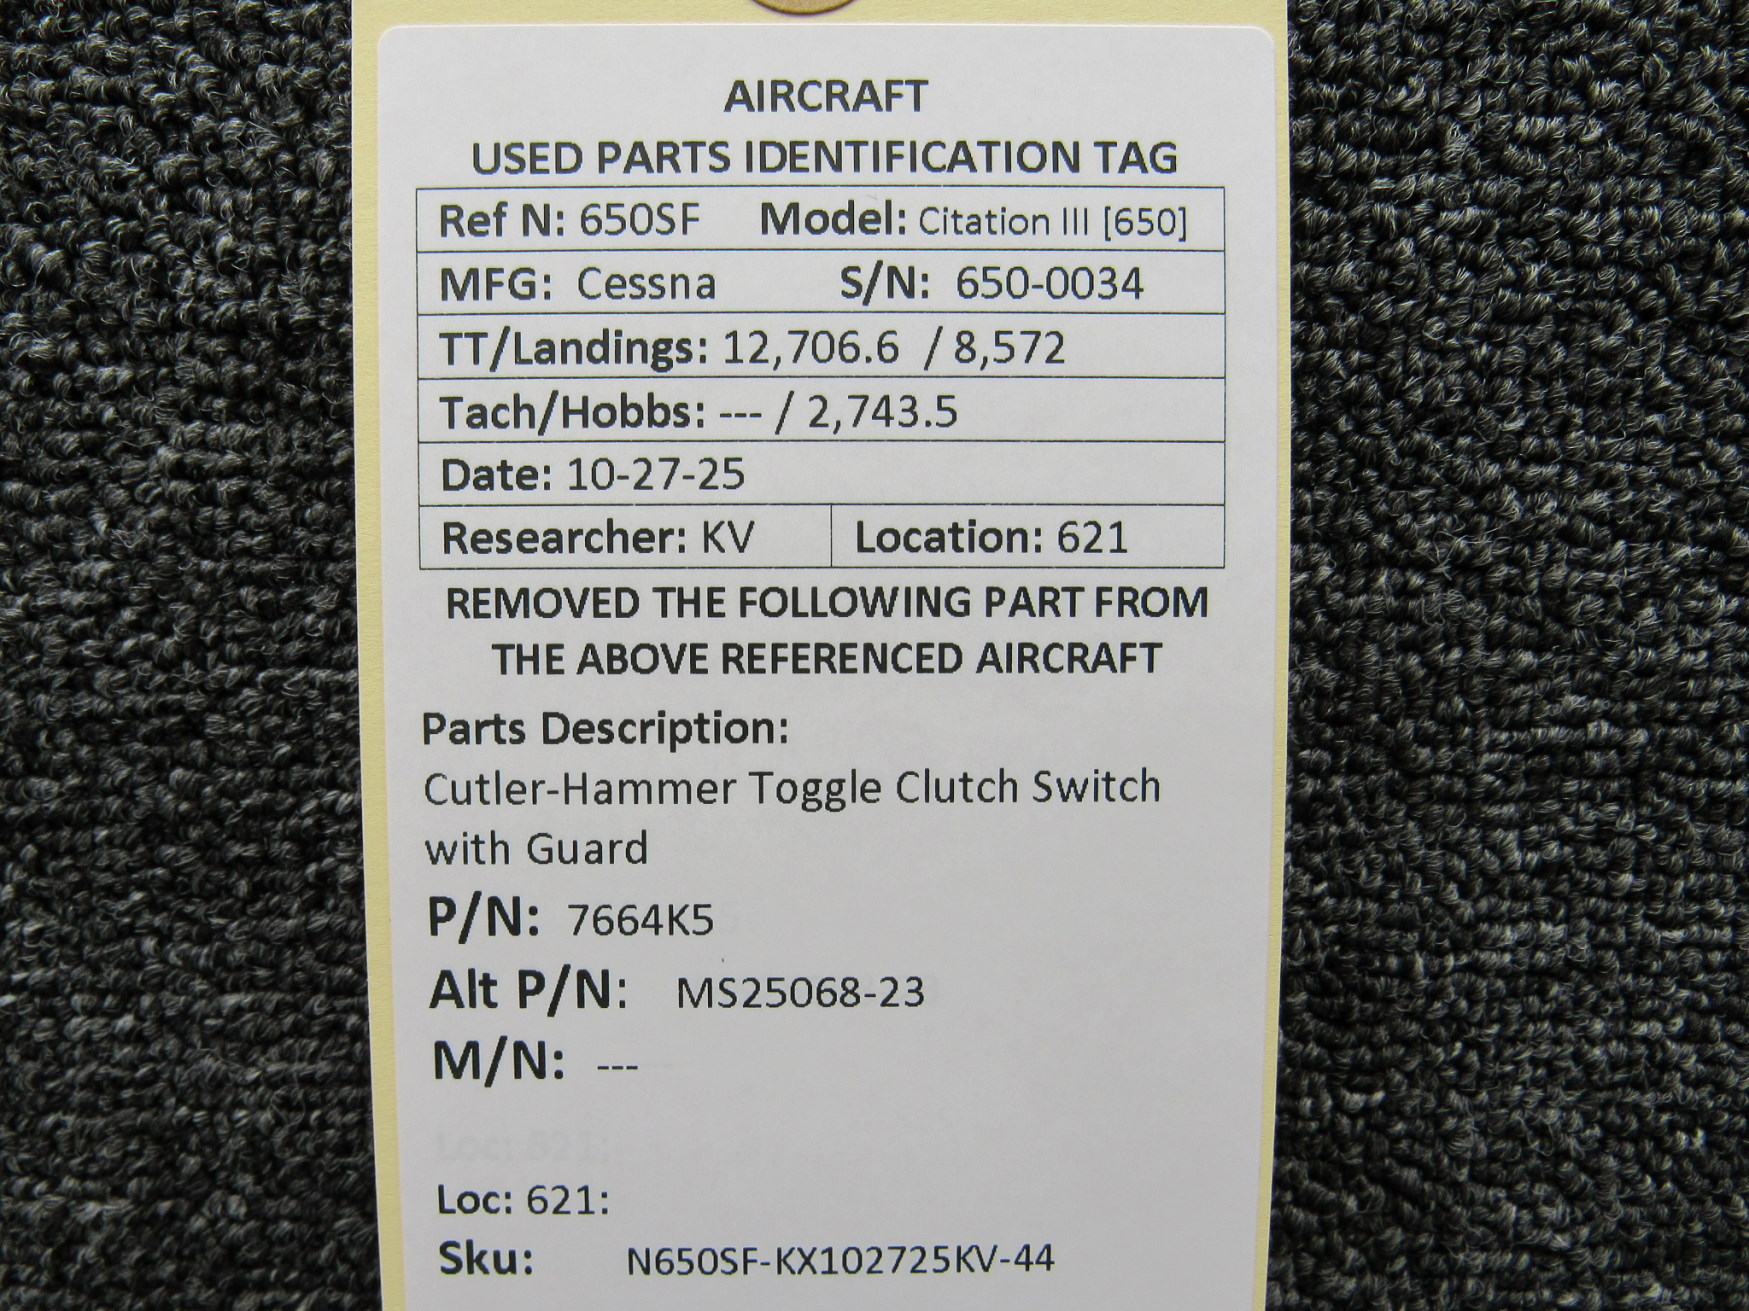 AIRCRAFT
USED PARTS IDENTIFICATION TAG
Ref N: 650SF Model: Citation III [650]
MFG: Cessna S/N: 650-0034
TT/Landings: 12,706.6 / 8,572
Tach/Hobbs: --- / 2,743.5
Date: 10-27-25
Researcher: KV Location: 621
REMOVED THE FOLLOWING PART FROM
THE ABOVE REFERENCED AIRCRAFT
Parts Description:
Cutler-Hammer Toggle Clutch Switch
with Guard
P/N: 7664K5
Alt P/N: MS25068-23
M/N: ---
Loc: 621:
Sku: N650SF-KX102725KV-44